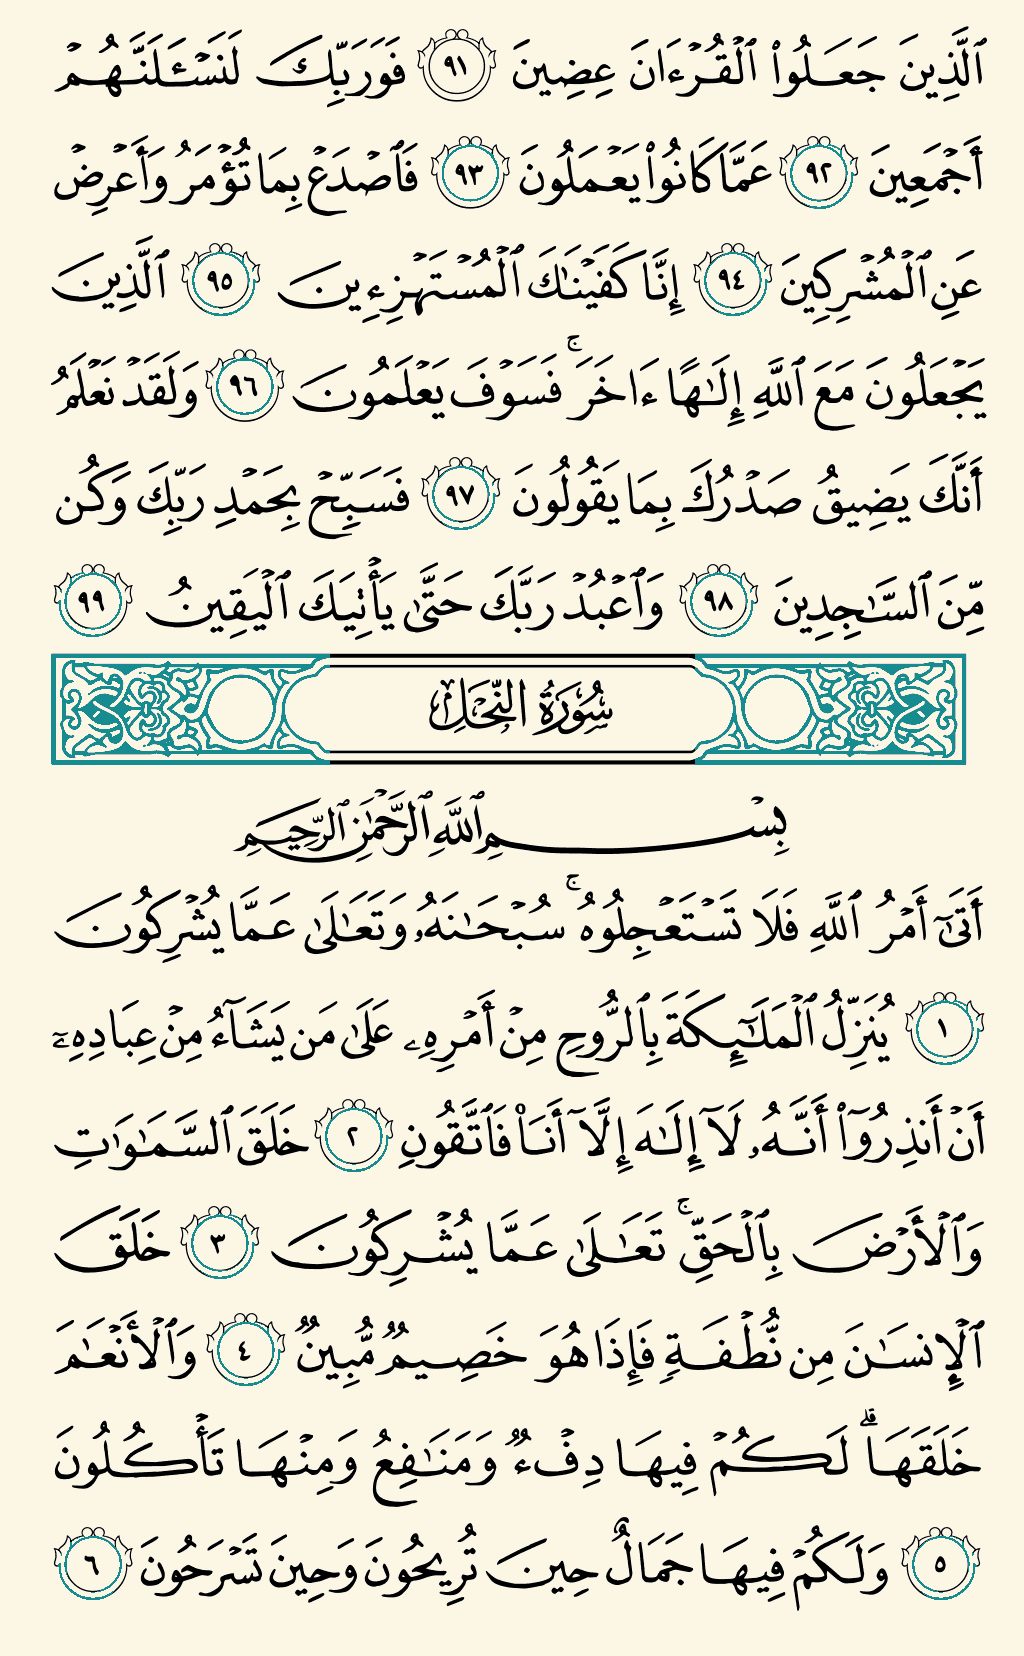 ٱلَّذِينَ جَعَلُوا۟ ٱلْقُرْءَانَ عِضِينَ ٩١ فَوَرَبِّكَ لَنَسْـَٔلَنَّهُمْ
أَجْمَعِينَ ٩٢ عَمَّا كَانُوا۟ يَعْمَلُونَ ٩٣ فَٱصْدَعْ بِمَا تُؤْمَرُ وَأَعْرِضْ
عَنِ ٱلْمُشْرِكِينَ ٩٤ إِنَّا كَفَيْنَـٰكَ ٱلْمُسْتَهْزِءِينَ ٩٥ ٱلَّذِينَ
يَجْعَلُونَ مَعَ ٱللَّهِ إِلَـٰهًا ءَاخَرَ ۚ فَسَوْفَ يَعْلَمُونَ ٩٦ وَلَقَدْ نَعْلَمُ
أَنَّكَ يَضِيقُ صَدْرُكَ بِمَا يَقُولُونَ ٩٧ فَسَبِّحْ بِحَمْدِ رَبِّكَ وَكُن
مِّنَ ٱلسَّـٰجِدِينَ ٩٨ وَٱعْبُدْ رَبَّكَ حَتَّىٰ يَأْتِيَكَ ٱلْيَقِينُ ٩٩
سُورَةُ النَّحْلِ
بِسْمِ ٱللَّهِ ٱلرَّحْمَـٰنِ ٱلرَّحِيمِ
أَتَىٰٓ أَمْرُ ٱللَّهِ فَلَا تَسْتَعْجِلُوهُ ۚ سُبْحَـٰنَهُۥ وَتَعَـٰلَىٰ عَمَّا يُشْرِكُونَ
١ يُنَزِّلُ ٱلْمَلَـٰٓئِكَةَ بِٱلرُّوحِ مِنْ أَمْرِهِۦ عَلَىٰ مَن يَشَآءُ مِنْ عِبَادِهِۦٓ
أَنْ أَنذِرُوٓا۟ أَنَّهُۥ لَآ إِلَـٰهَ إِلَّآ أَنَا۠ فَٱتَّقُونِ ٢ خَلَقَ ٱلسَّمَـٰوَٰتِ
وَٱلْأَرْضَ بِٱلْحَقِّ ۚ تَعَـٰلَىٰ عَمَّا يُشْرِكُونَ ٣ خَلَقَ
ٱلْإِنسَـٰنَ مِن نُّطْفَةٍ فَإِذَا هُوَ خَصِيمٌ مُّبِينٌ ٤ وَٱلْأَنْعَـٰمَ
خَلَقَهَا ۗ لَكُمْ فِيهَا دِفْءٌ وَمَنَـٰفِعُ وَمِنْهَا تَأْكُلُونَ
٥ وَلَكُمْ فِيهَا جَمَالٌ حِينَ تُرِيحُونَ وَحِينَ تَسْرَحُونَ ٦